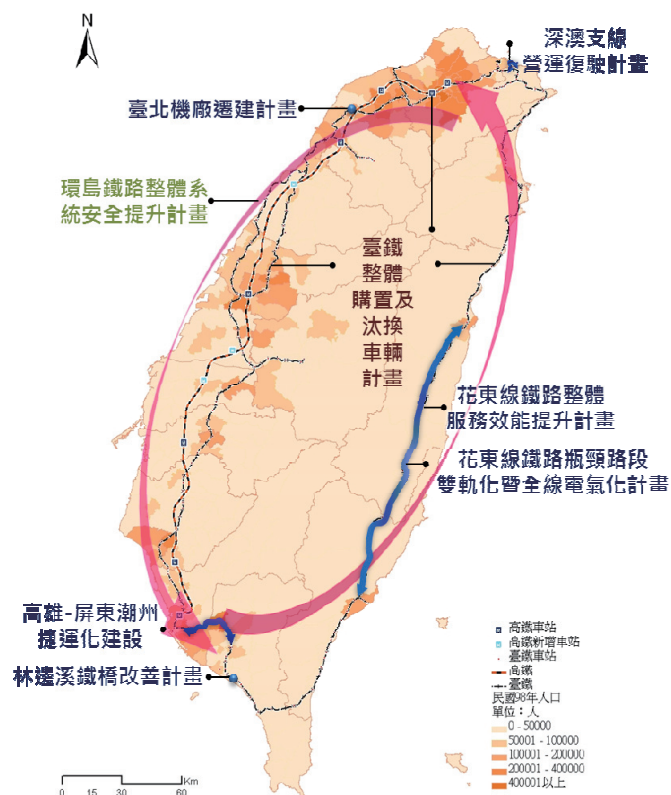 N
深澳支線
營運復駛計畫
臺北機廠遷建計畫
環島鐵路整體系
統安全提升計畫
臺鐵
整體
購置及
汰換
車輛
計畫
花東線鐵路整體
服務效能提升計畫
花東線鐵路瓶頸路段
雙軌化暨全線電氣化計畫
高雄-屏東潮州
捷運化建設
林邊溪鐵橋改善計畫
高鐵車站
高鐵新增車站
臺鐵車站
高鐵
臺鐵
民國98年人口
單位：人
0 - 50000
50001 - 100000
100001 - 200000
200001 - 400000
400001以上
Km
0 15 30 60